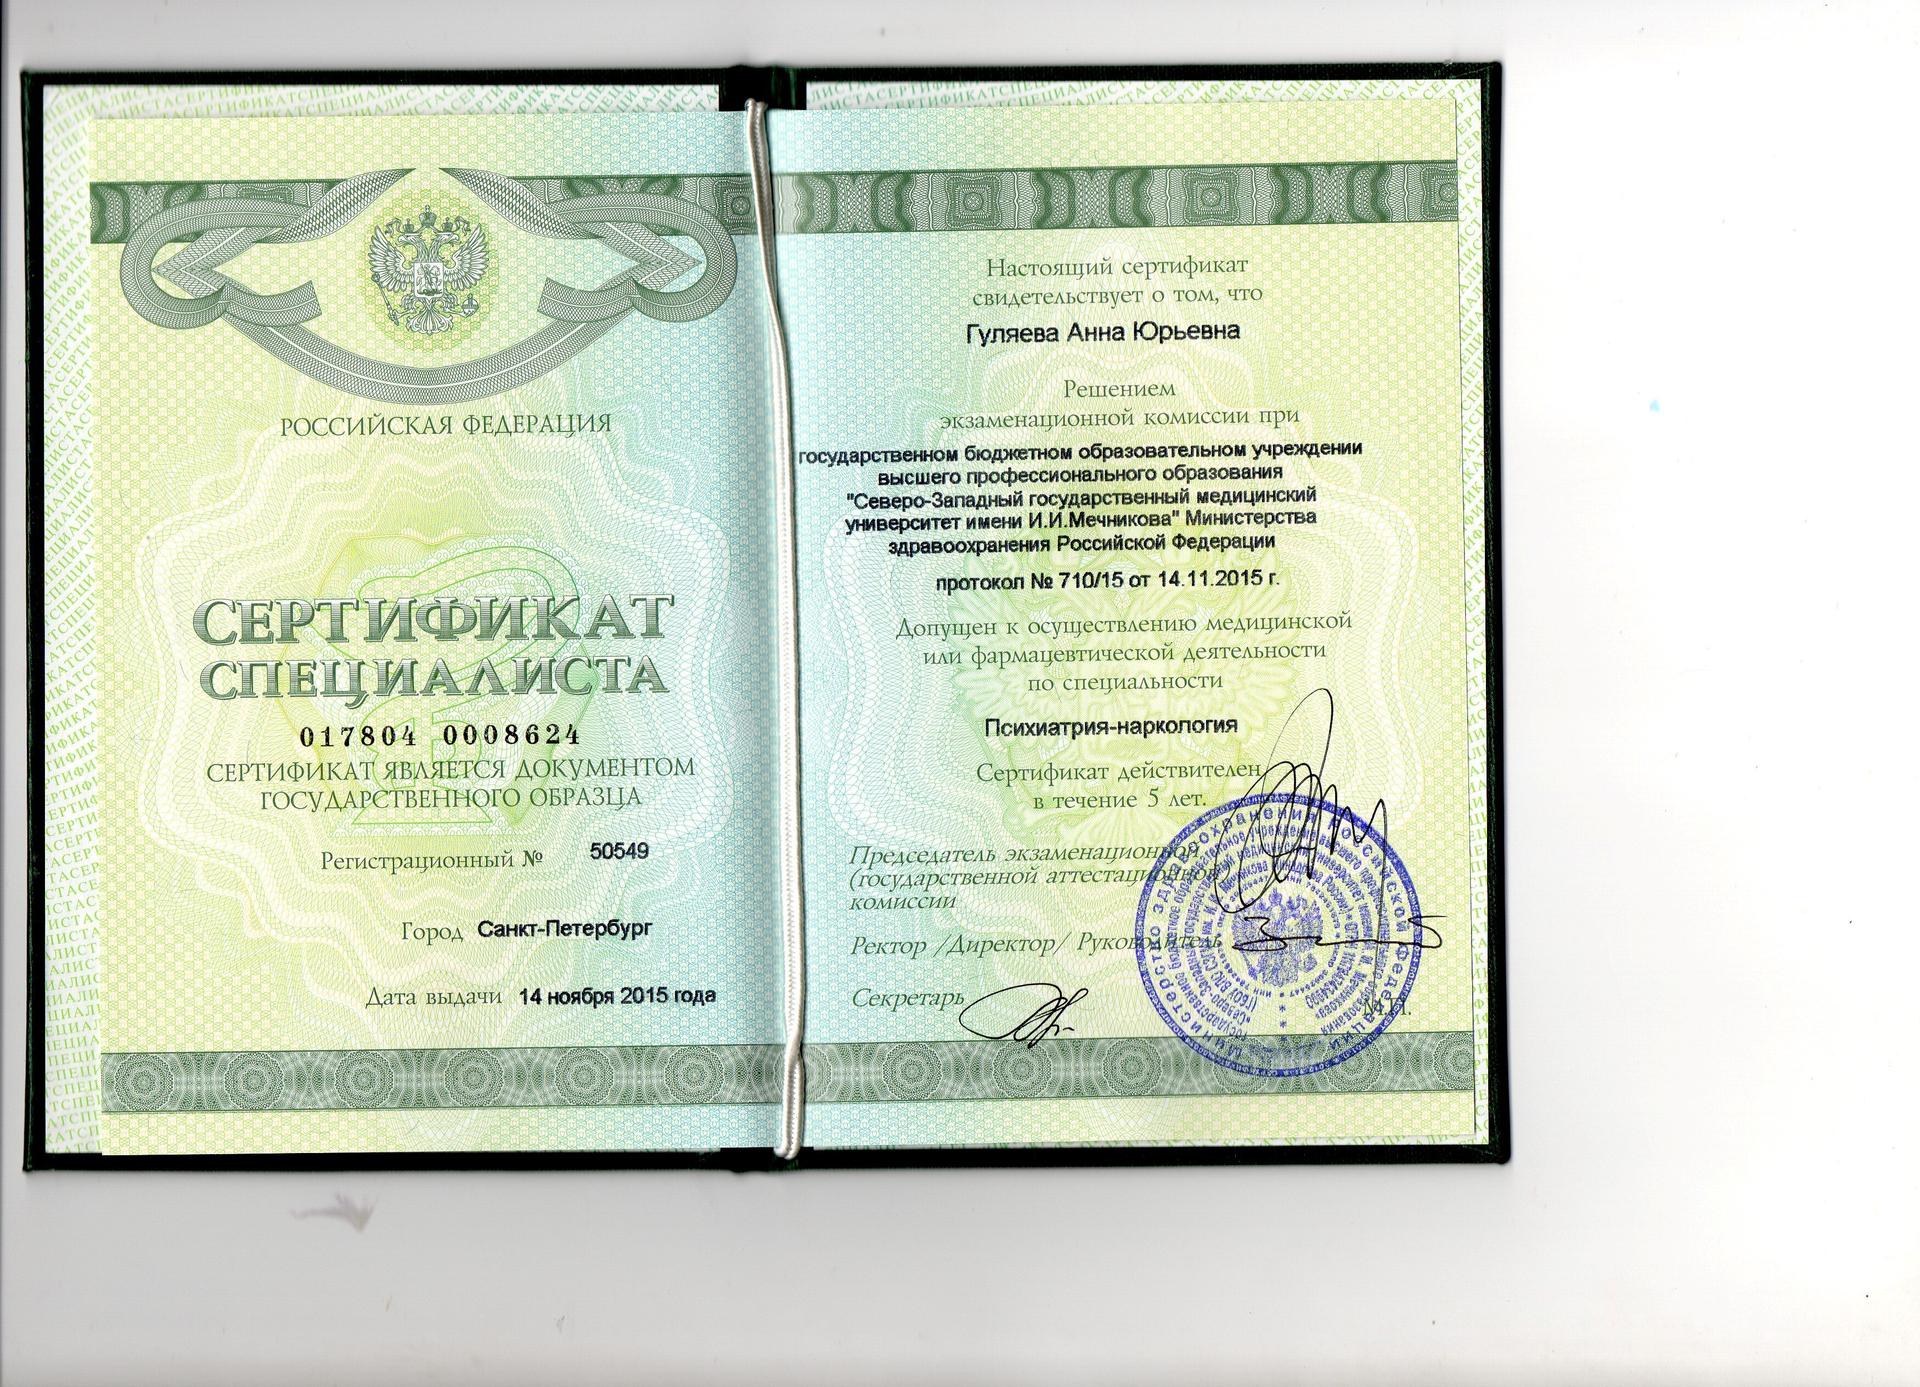 РОССИЙСКАЯ ФЕДЕРАЦИЯ
СЕРТИФИКАТ
СПЕЦИАЛИСТА
017804 0008624
СЕРТИФИКАТ ЯВЛЯЕТСЯ ДОКУМЕНТОМ
ГОСУДАРСТВЕННОГО ОБРАЗЦА
Регистрационный № 50549
Город Санкт-Петербург
Дата выдачи 14 ноября 2015 года
Настоящий сертификат
свидетельствует о том, что
Гуляева Анна Юрьевна
Решением
экзаменационной комиссии при
государственном бюджетном образовательном учреждении
высшего профессионального образования
"Северо-Западный государственный медицинский
университет имени И.И.Мечникова" Министерства
здравоохранения Российской Федерации
протокол № 710/15 от 14.11.2015 г.
Допущен к осуществлению медицинской
или фармацевтической деятельности
по специальности
Психиатрия-наркология
Сертификат действителен
в течение 5 лет.
Председатель экзаменационной
(государственной аттестационной)
комиссии
Ректор /Директор/ Руководитель
Секретарь
М.П.
Министерство здравоохранения Российской Федерации